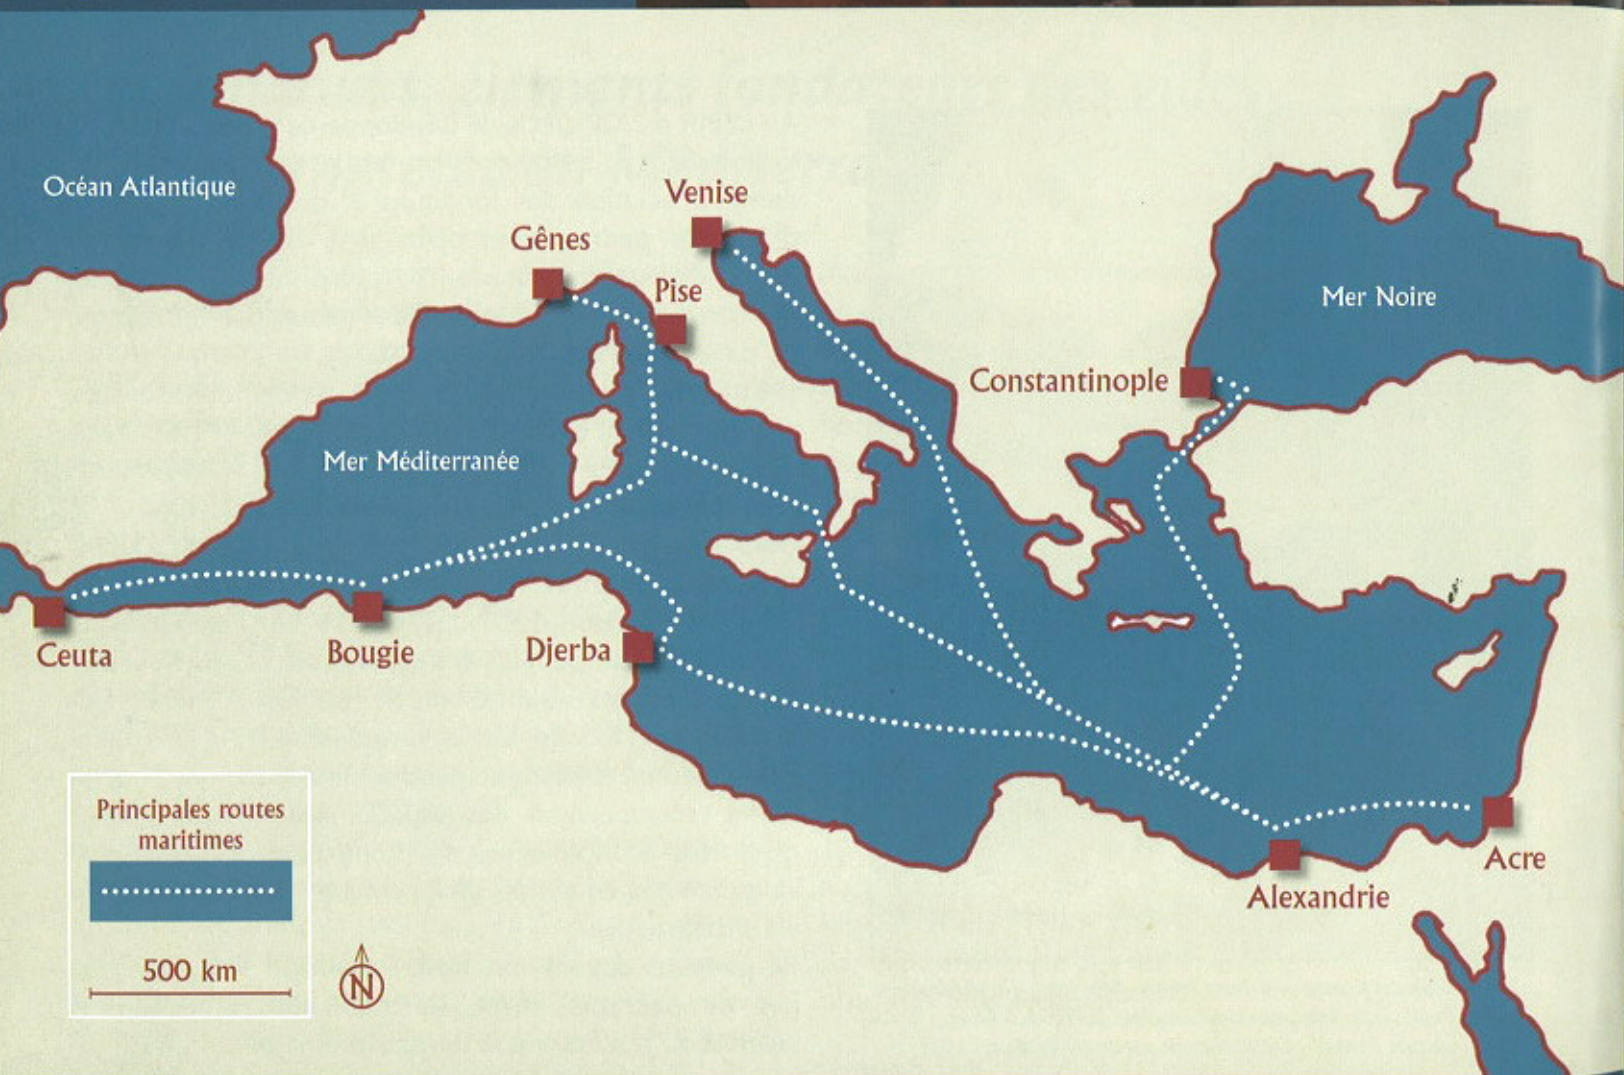 Océan Atlantique
Venise
Gênes
Pise
Mer Noire
Constantinople
Mer Méditerranée
Ceuta
Bougie
Djerba
Principales routes
maritimes
500 km
N
Acre
Alexandrie